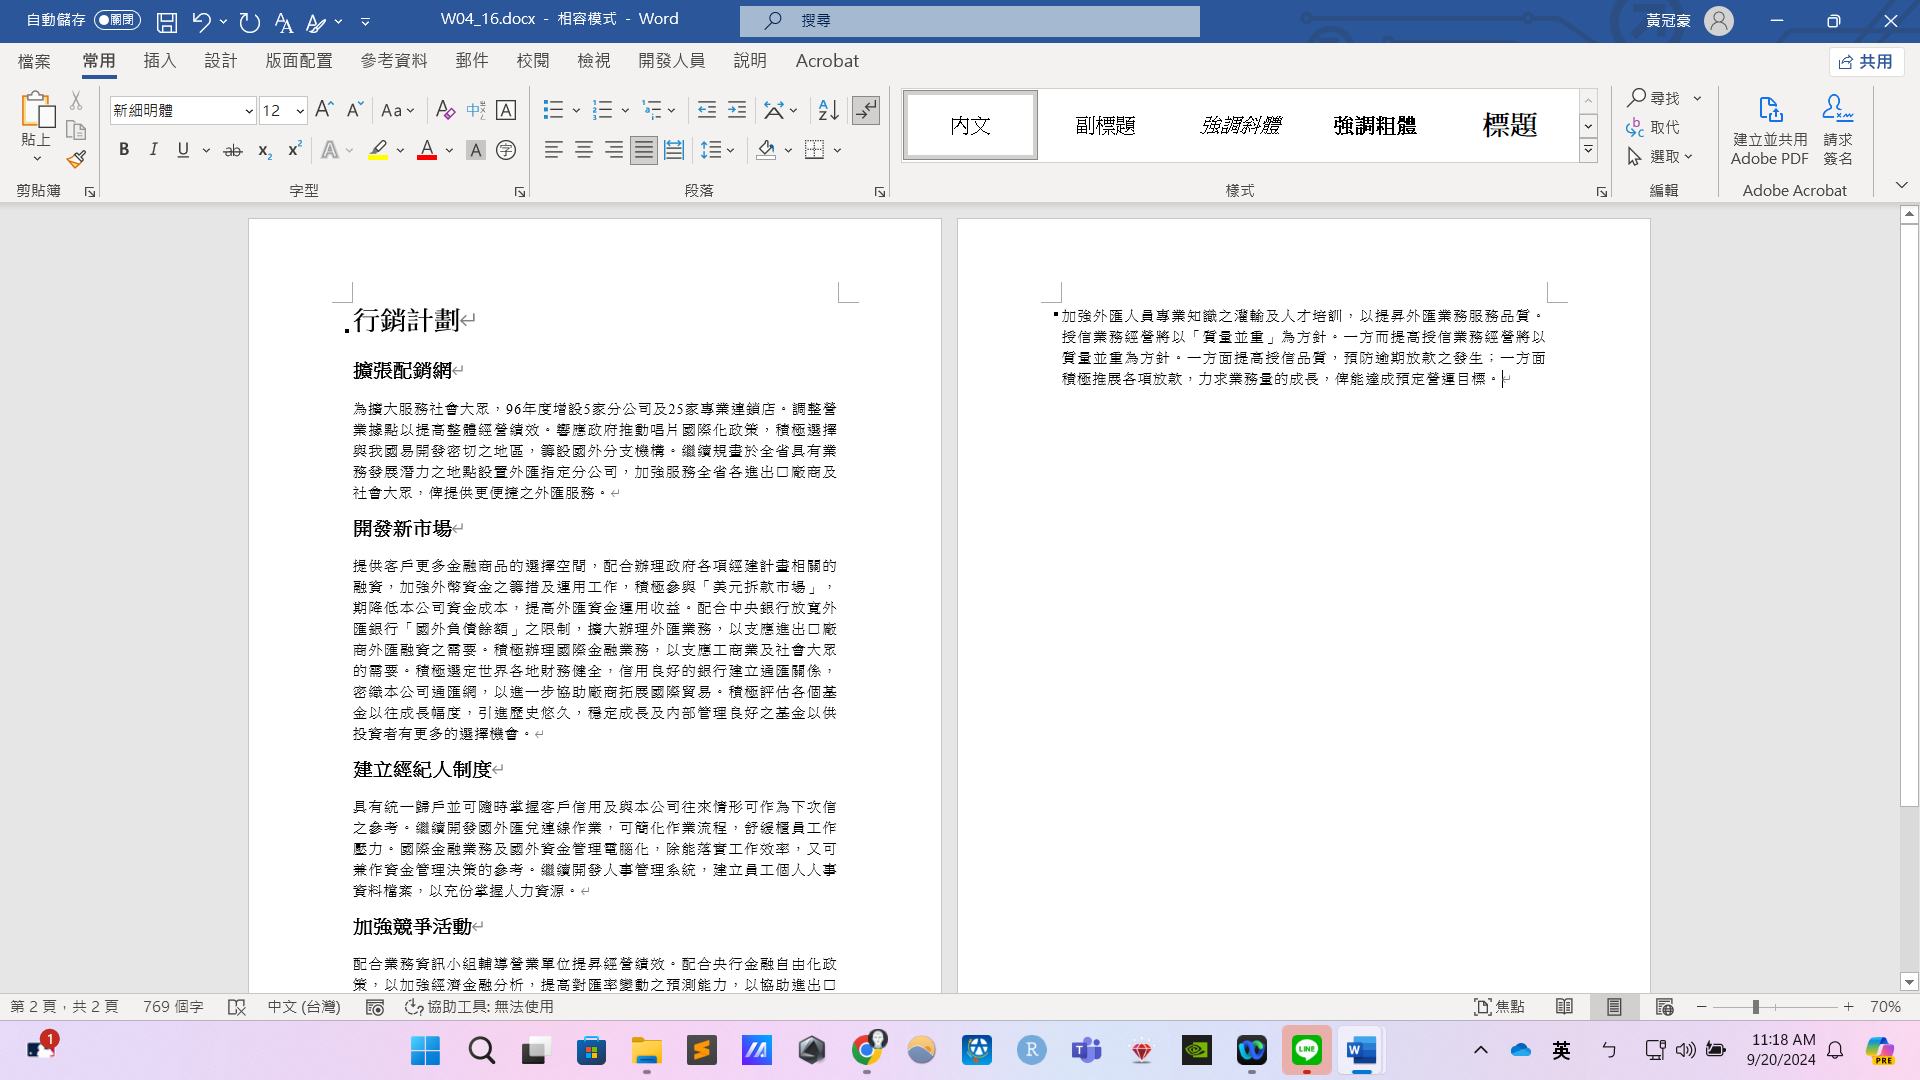 自動儲存 關閉 W04_16.docx - 相容模式 - Word 搜尋 黃冠豪
檔案 常用 插入 設計 版面配置 參考資料 郵件 校閱 檢視 開發人員 說明 Acrobat 共用
貼上 新細明體 12 Aa 中 A
B I U ab x₂ x² A A A 字
內文 副標題 強調斜體 強調粗體 標題
尋找
取代
選取
建立並共用
Adobe PDF
請求
簽名
剪貼簿 字型 段落 樣式 編輯 Adobe Acrobat
行銷計劃
擴張配銷網
為擴大服務社會大眾，96年度增設5家分公司及25家專業連鎖店。調整營
業據點以提高整體經營績效。響應政府推動唱片國際化政策，積極選擇
與我國易開發密切之地區，籌設國外分支機構。繼續規畫於全省具有業
務發展潛力之地點設置外匯指定分公司，加強服務全省各進出口廠商及
社會大眾，俾提供更便捷之外匯服務。
開發新市場
提供客戶更多金融商品的選擇空間，配合辦理政府各項經建計畫相關的
融資，加強外幣資金之籌措及運用工作，積極參與「美元拆款市場」，
期降低本公司資金成本，提高外匯資金運用收益。配合中央銀行放寬外
匯銀行「國外負債餘額」之限制，擴大辦理外匯業務，以支應進出口廠
商外匯融資之需要。積極辦理國際金融業務，以支應工商業及社會大眾
的需要。積極選定世界各地財務健全，信用良好的銀行建立通匯關係，
密織本公司通匯網，以進一步協助廠商拓展國際貿易。積極評估各個基
金以往成長幅度，引進歷史悠久，穩定成長及內部管理良好之基金以供
投資者有更多的選擇機會。
建立經紀人制度
具有統一歸戶並可隨時掌握客戶信用及與本公司往來情形可作為下次信
之參考。繼續開發國外匯兌連線作業，可簡化作業流程，舒緩櫃員工作
壓力。國際金融業務及國外資金管理電腦化，除能落實工作效率，又可
兼作資金管理決策的參考。繼續開發人事管理系統，建立員工個人人事
資料檔案，以充份掌握人力資源。
加強競爭活動
配合業務資訊小組輔導營業單位提昇經營績效。配合央行金融自由化政
策，以加強經濟金融分析，提高對匯率變動之預測能力，以協助進出口
加強外匯人員專業知識之灌輸及人才培訓，以提昇外匯業務服務品質。
授信業務經營將以「質量並重」為方針。一方而提高授信業務經營將以
質量並重為方針。一方面提高授信品質，預防逾期放款之發生；一方面
積極推展各項放款，力求業務量的成長，俾能達成預定營運目標。
第 2 頁，共 2 頁 769 個字 中文 (台灣) 協助工具: 無法使用 焦點 70%
1 英 ㄅ 11:18 AM
9/20/2024 PRE